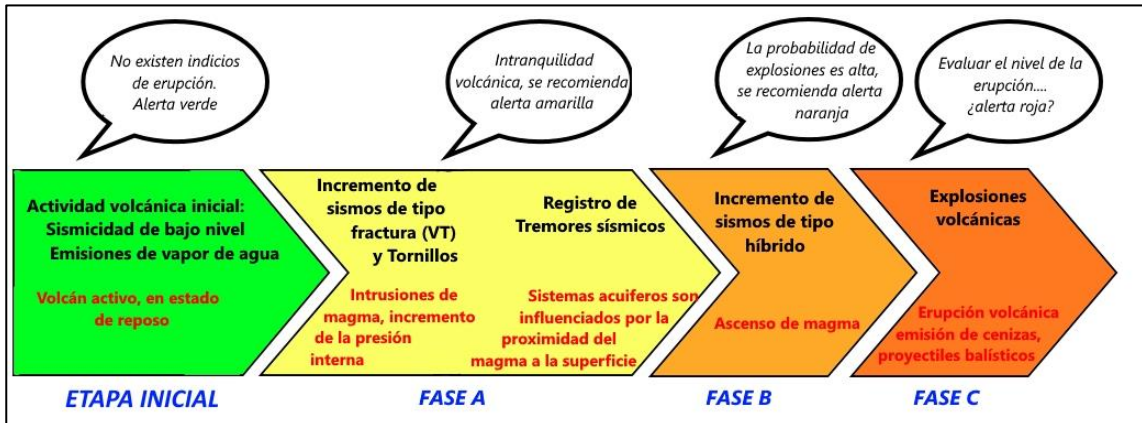 No existen indicios
de erupción.
Alerta verde
Intranquilidad
volcánica, se recomienda
alerta amarilla
La probabilidad de
explosiones es alta,
se recomienda alerta
naranja
Evaluar el nivel de la
erupción....
¿alerta roja?
Actividad volcánica inicial:
Sismicidad de bajo nivel
Emisiones de vapor de agua
Volcán activo, en estado
de reposo
Incremento de
sismos de tipo
fractura (VT)
y Tornillos
Intrusiones de
magma, incremento
de la presión
interna
Registro de
Tremores sísmicos
Sistemas acuiferos son
influenciados por la
proximidad del
magma a la superficie
Incremento de
sismos de tipo
híbrido
Ascenso de magma
Explosiones
volcánicas
Erupción volcánica
emisión de cenizas,
proyectiles balísticos
ETAPA INICIAL
FASE A
FASE B
FASE C